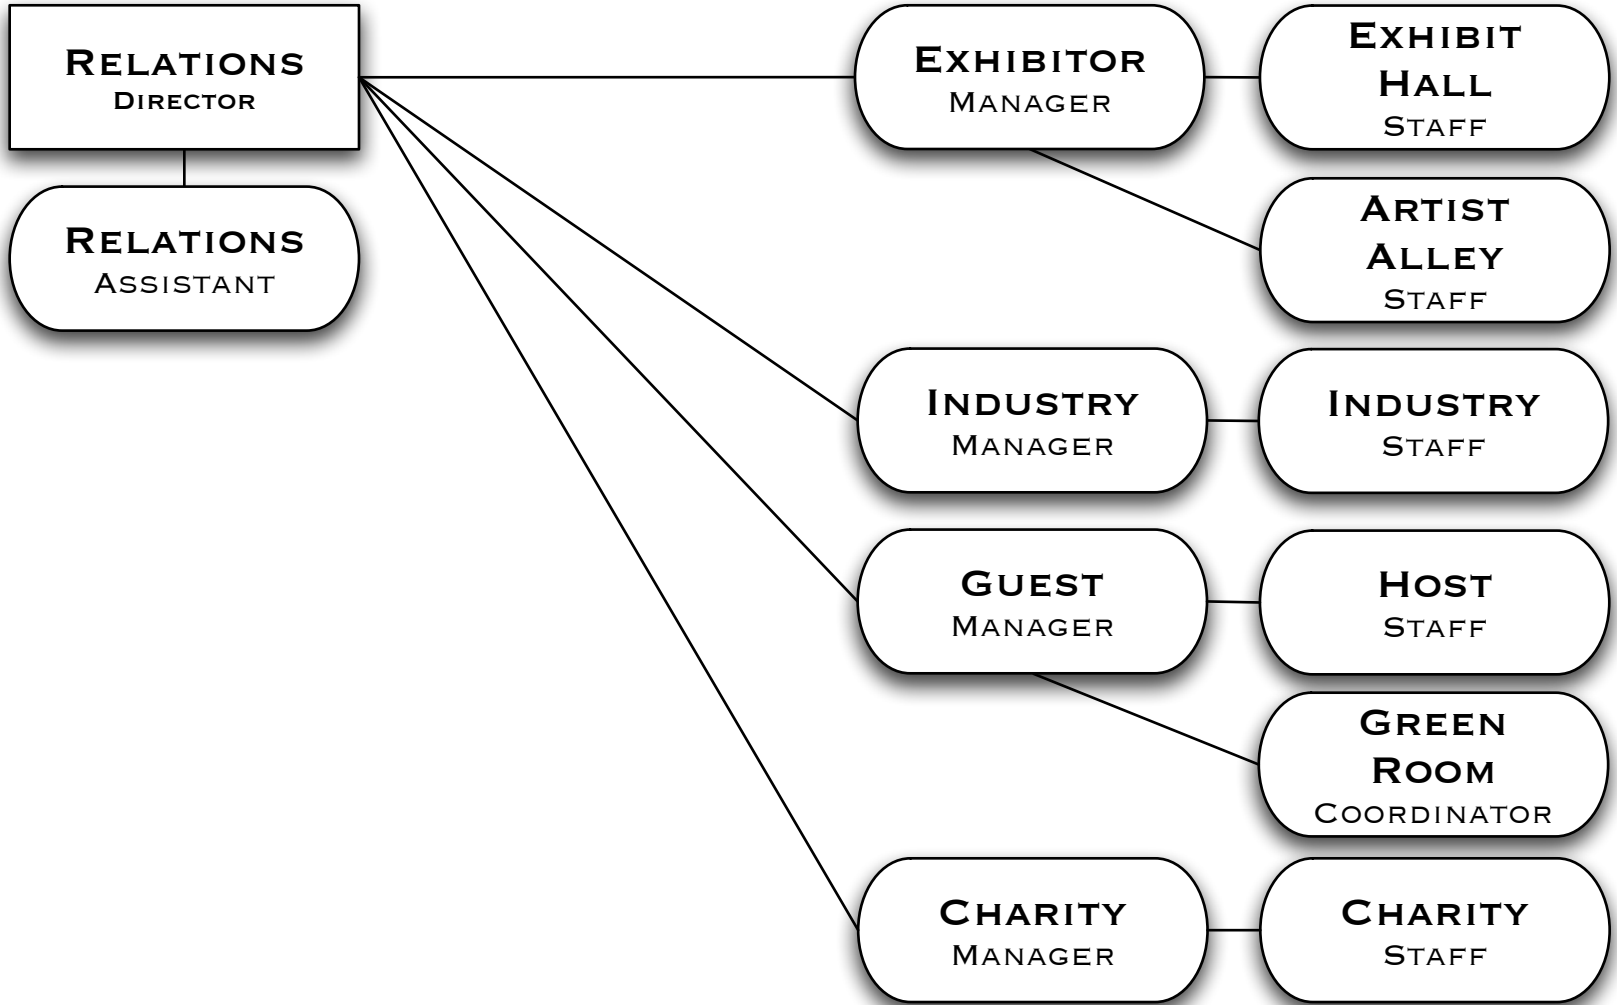 Relations
Director
Relations
Assistant
Exhibitor
Manager
Exhibit
Hall
Staff
Artist
Alley
Staff
Industry
Manager
Industry
Staff
Guest
Manager
Host
Staff
Green
Room
Coordinator
Charity
Manager
Charity
Staff